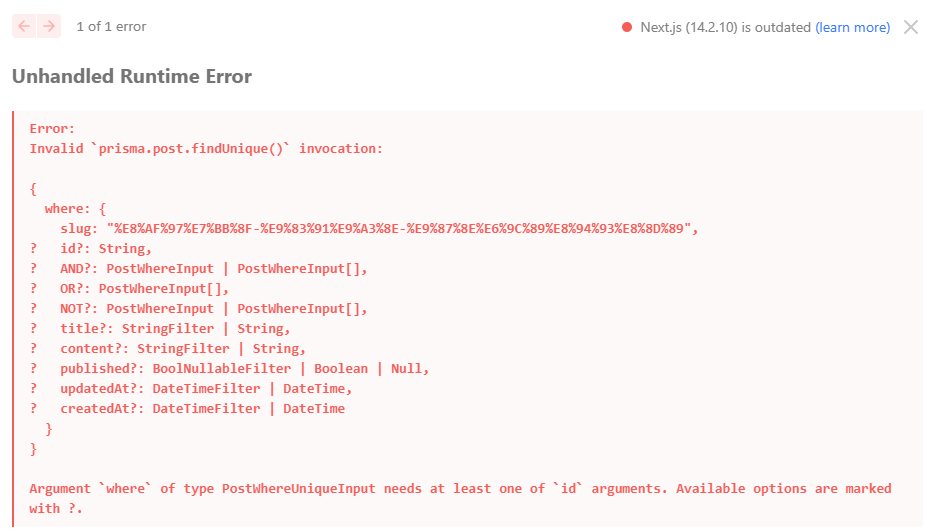 1 of 1 error
Next.js (14.2.10) is outdated (learn more)
Unhandled Runtime Error
Error:
Invalid `prisma.post.findUnique()` invocation:
{
where: {
slug: "%E8%AF%97%E7%BB%8F-%E9%83%91%E9%A3%8E-%E9%87%8E%E6%9C%89%E8%94%93%E8%8D%89",
? id?: String,
? AND?: PostWhereInput | PostWhereInput[],
? OR?: PostWhereInput[],
? NOT?: PostWhereInput | PostWhereInput[],
? title?: StringFilter | String,
? content?: StringFilter | String,
? published?: BoolNullableFilter | Boolean | Null,
? updatedAt?: DateTimeFilter | DateTime,
? createdAt?: DateTimeFilter | DateTime
}
}
Argument `where` of type PostWhereUniqueInput needs at least one of `id` arguments. Available options are marked
with ?.